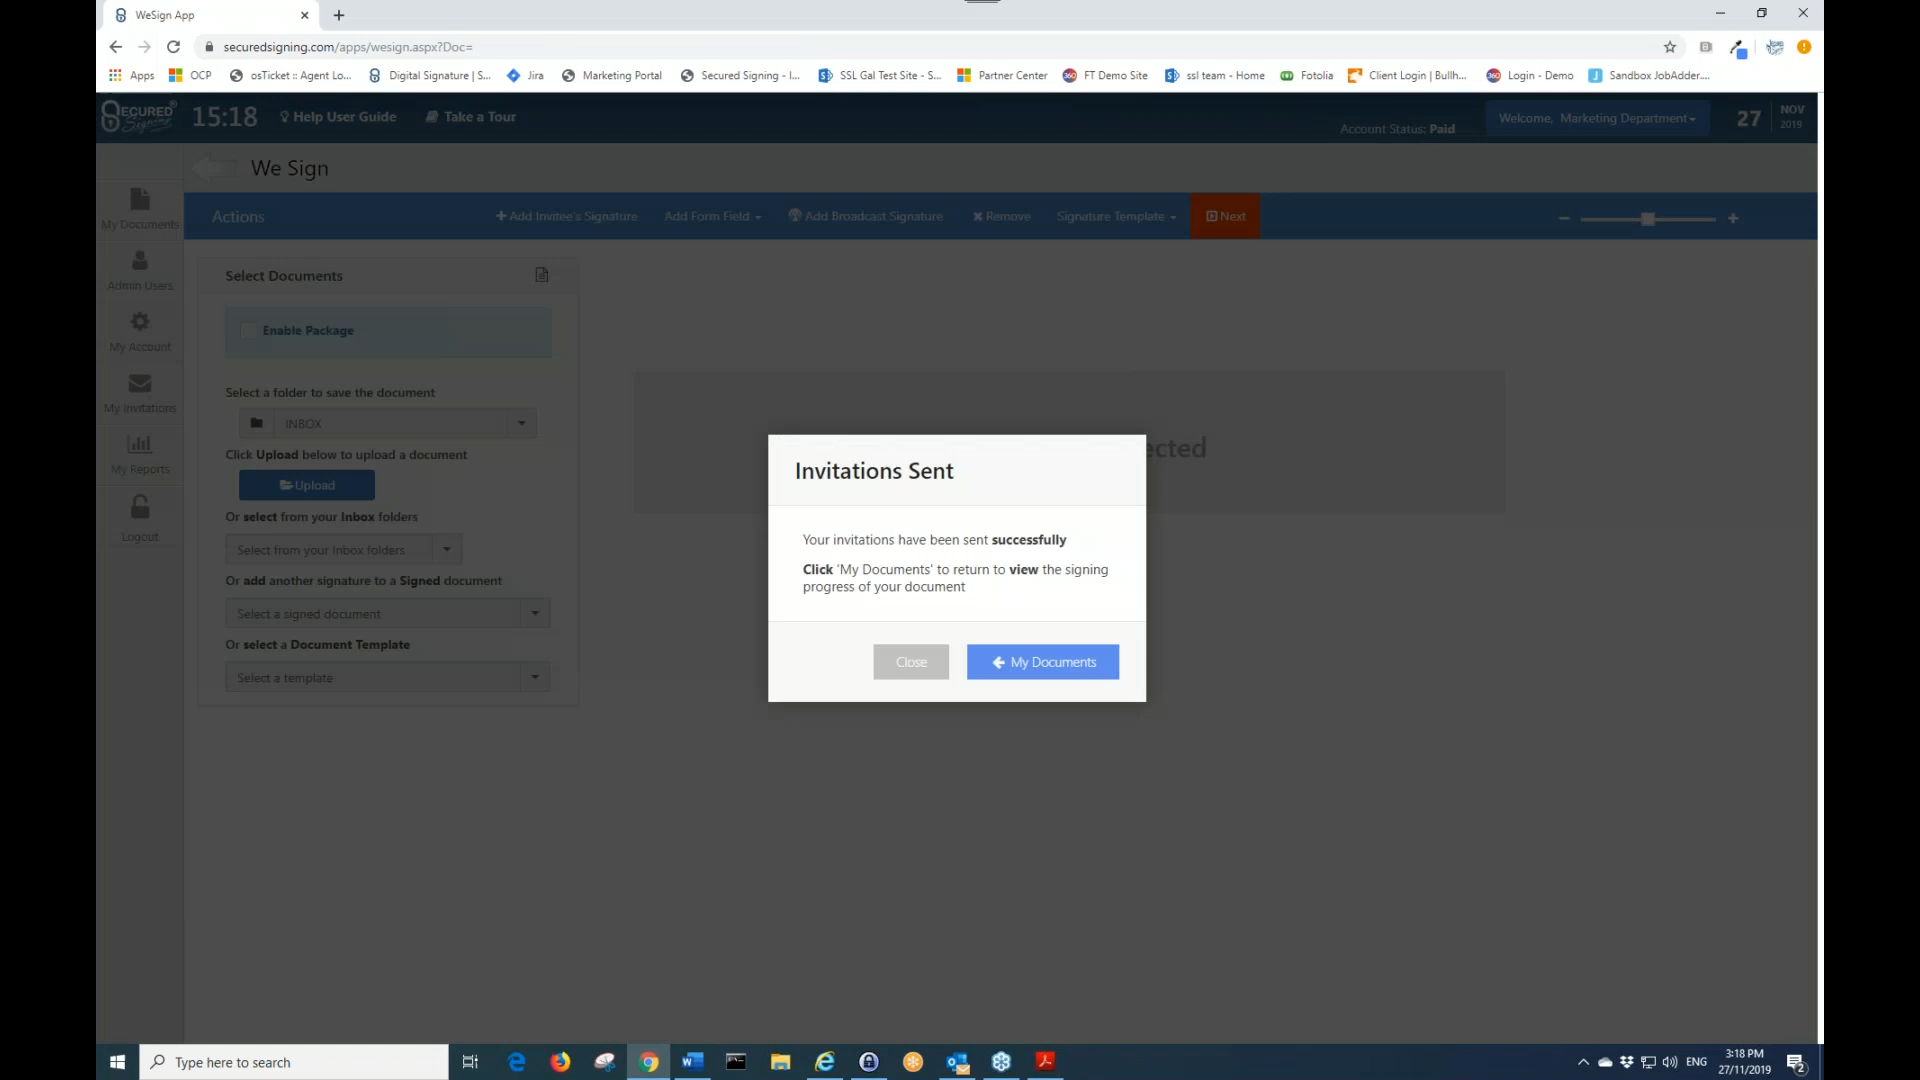 WeSign App
securedsigning.com/apps/wesign.aspx?Doc=
Apps
OCP
osTicket :: Agent Lo...
Digital Signature | S...
Jira
Marketing Portal
Secured Signing - I...
SSL Gal Test Site - S...
Partner Center
FT Demo Site
ssl team - Home
Fotolia
Client Login | Bullh...
Login - Demo
Sandbox JobAdder....
SECURED
Signing
15:18
Help User Guide
Take a Tour
Account Status: Paid
Welcome, Marketing Department
27
NOV
2019
We Sign
My Documents
Admin Users
My Account
My Invitations
My Reports
Logout
Actions
Add Invitee's Signature
Add Form Field
Add Broadcast Signature
Remove
Signature Template
Next
Select Documents
Enable Package
Select a folder to save the document
INBOX
Click Upload below to upload a document
Upload
Or select from your Inbox folders
Select from your Inbox folders
Or add another signature to a Signed document
Select a signed document
Or select a Document Template
Select a template
ected
Invitations Sent
Your invitations have been sent successfully
Click 'My Documents' to return to view the signing
progress of your document
Close
My Documents
Type here to search
ENG
3:18 PM
27/11/2019
2